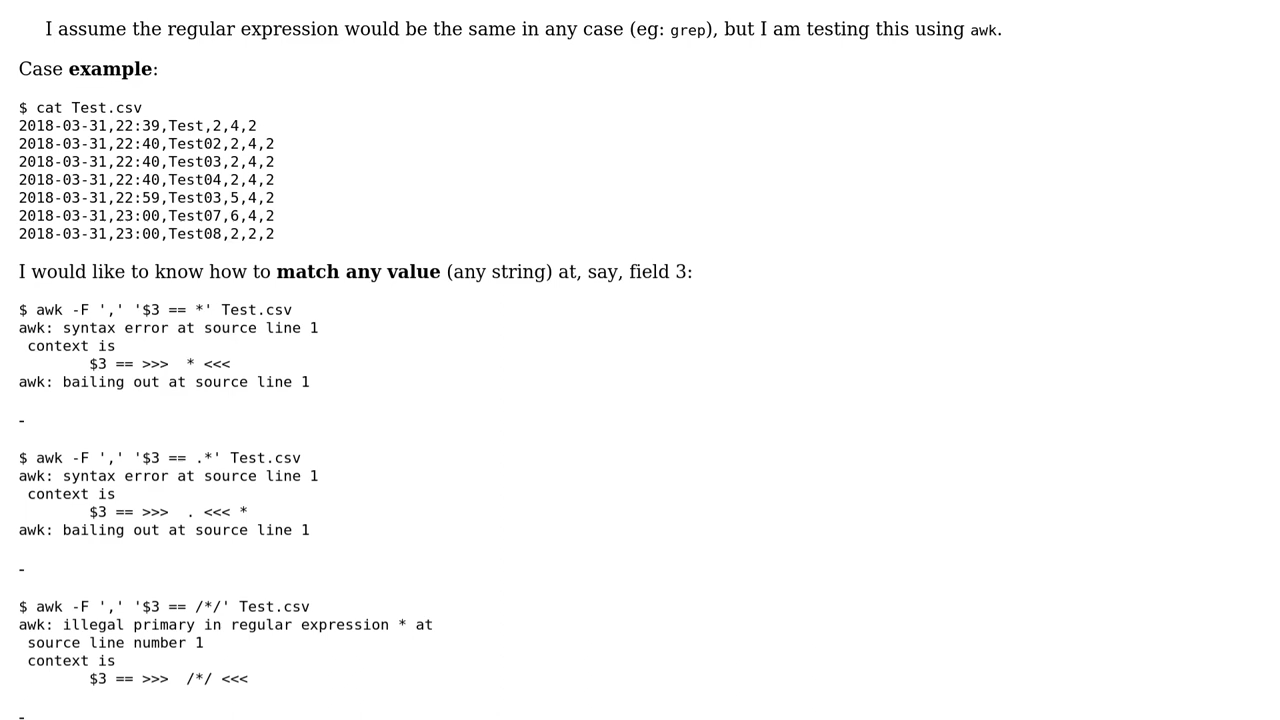 I assume the regular expression would be the same in any case (eg: grep), but I am testing this using awk.
Case example:
$ cat Test.csv
2018-03-31,22:39,Test,2,4,2
2018-03-31,22:40,Test02,2,4,2
2018-03-31,22:40,Test03,2,4,2
2018-03-31,22:40,Test04,2,4,2
2018-03-31,22:59,Test03,5,4,2
2018-03-31,23:00,Test07,6,4,2
2018-03-31,23:00,Test08,2,2,2
I would like to know how to match any value (any string) at, say, field 3:
$ awk -F ',' '$3 == *' Test.csv
awk: syntax error at source line 1
 context is
        $3 == >>>  * <<<
awk: bailing out at source line 1
-
$ awk -F ',' '$3 == .*' Test.csv
awk: syntax error at source line 1
 context is
        $3 == >>>  . <<< *
awk: bailing out at source line 1
-
$ awk -F ',' '$3 == /*/' Test.csv
awk: illegal primary in regular expression * at
 source line number 1
 context is
        $3 == >>>  /*/ <<<
-